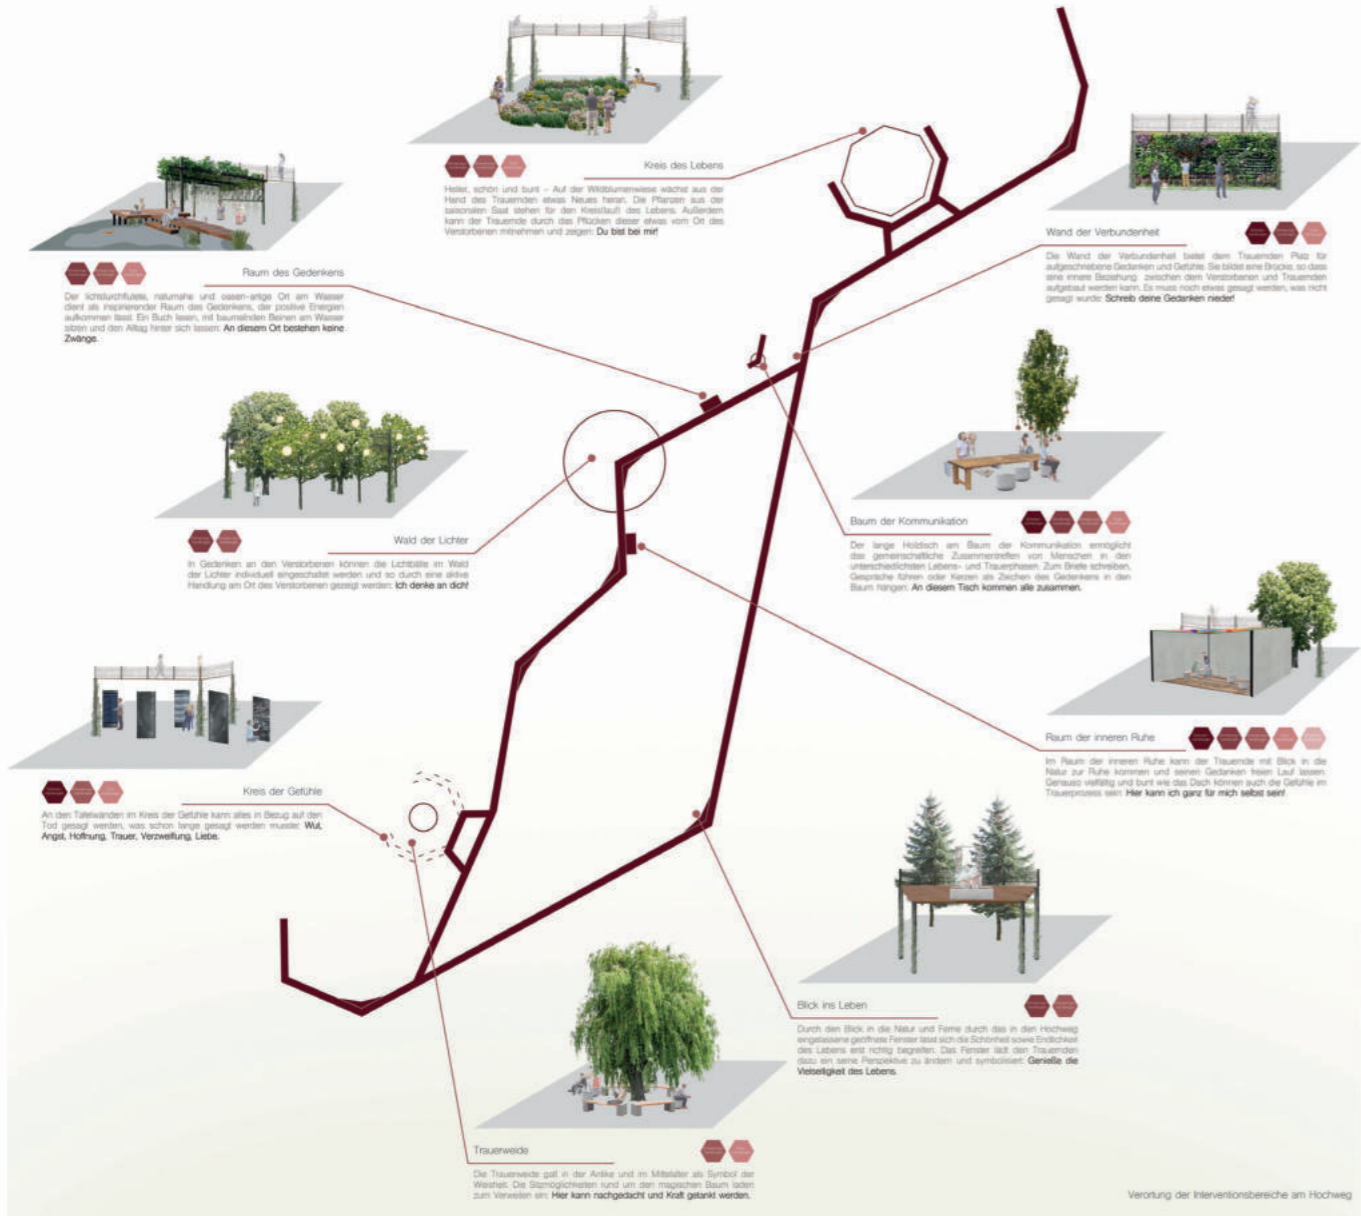 Kreis des Lebens
Heller, schön und bunt – Auf der Wildblumenwiese wächst aus der
Hand des Trauernden etwas Neues heran. Die Pflanzen aus der
saisonalen Saat stehen für den Kreislauf des Lebens. Außerdem
kann der Trauernde durch das Pflücken dieser etwas vom Ort des
Verstorbenen mitnehmen und zeigen: Du bist bei mir!
Raum des Gedenkens
Der lichtdurchflutete, naturnahe und oasen-artige Ort am Wasser
dient als inspirierender Raum des Gedenkens, der positive Energien
aufkommen lässt. Ein Buch lesen, mit baumelnden Beinen am Wasser
sitzen und den Alltag hinter sich lassen: An diesem Ort bestehen keine
Zwänge.
Wand der Verbundenheit
Die Wand der Verbundenheit bietet dem Trauernden Platz für
aufgeschriebene Gedanken und Gefühle. Sie bildet eine Brücke, so dass
eine innere Beziehung zwischen dem Verstorbenen und Trauernden
aufgebaut werden kann. Es muss noch etwas gesagt werden, was nicht
gesagt wurde: Schreib deine Gedanken nieder!
Wald der Lichter
In Gedenken an den Verstorbenen können die Lichtbälle im Wald
der Lichter individuell eingeschaltet werden und so durch eine aktive
Handlung am Ort des Verstorbenen gezeigt werden: Ich denke an dich!
Baum der Kommunikation
Der lange Holztisch am Baum der Kommunikation ermöglicht
das gemeinschaftliche Zusammentreffen von Menschen in den
unterschiedlichsten Lebens- und Trauerphasen. Zum Briefe schreiben,
Gespräche führen oder Kerzen als Zeichen des Gedenkens in den
Baum hängen: An diesem Tisch kommen alle zusammen.
Raum der inneren Ruhe
Im Raum der inneren Ruhe kann der Trauernde mit Blick in die
Natur zur Ruhe kommen und seinen Gedanken freien Lauf lassen.
Genauso vielfältig und bunt wie das Dach können auch die Gefühle im
Trauerprozess sein: Hier kann ich ganz für mich selbst sein!
Kreis der Gefühle
An den Tafelwänden im Kreis der Gefühle kann alles in Bezug auf den
Tod gesagt werden, was schon lange gesagt werden musste: Wut,
Angst, Hoffnung, Trauer, Verzweiflung, Liebe.
Blick ins Leben
Durch den Blick in die Natur und Ferne durch das in den Hochweg
eingelassene geöffnete Fenster lässt sich die Schönheit sowie Endlichkeit
des Lebens erst richtig begreifen. Das Fenster lädt den Trauernden
dazu ein seine Perspektive zu ändern und symbolisiert: Genieße die
Vielseitigkeit des Lebens.
Trauerweide
Die Trauerweide galt in der Antike und im Mittelalter als Symbol der
Weisheit. Die Sitzmöglichkeiten rund um den magischen Baum laden
zum Verweilen ein: Hier kann nachgedacht und Kraft getankt werden.
Verortung der Interventionsbereiche am Hochweg